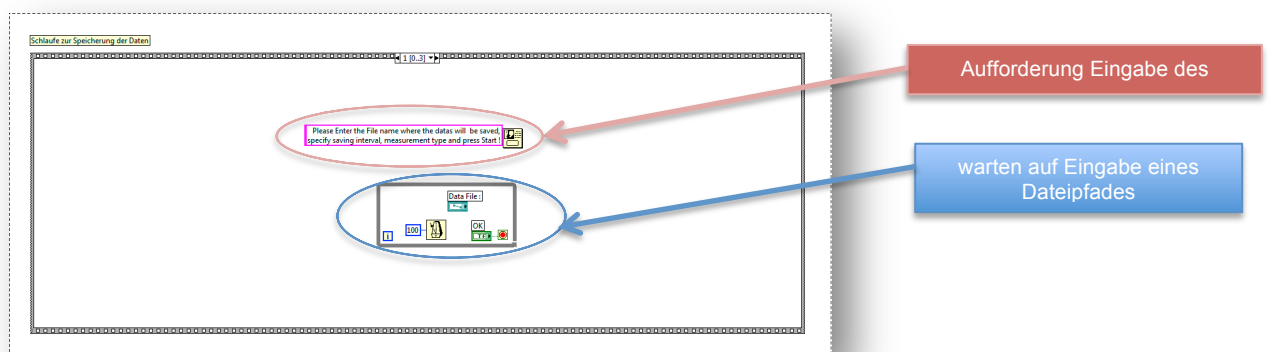 Schlaufe zur Speicherung der Daten
1 [0..3]
Please Enter the File name where the datas will be saved,
specify saving interval, measurement type and press Start !
Data File :
100
OK
TF
i
Aufforderung Eingabe des
warten auf Eingabe eines
Dateipfades